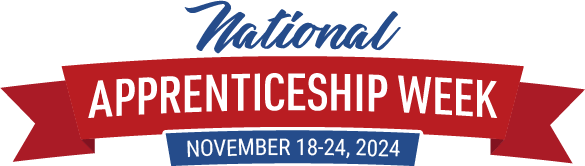 National
APPRENTICESHIP WEEK
NOVEMBER 18-24, 2024